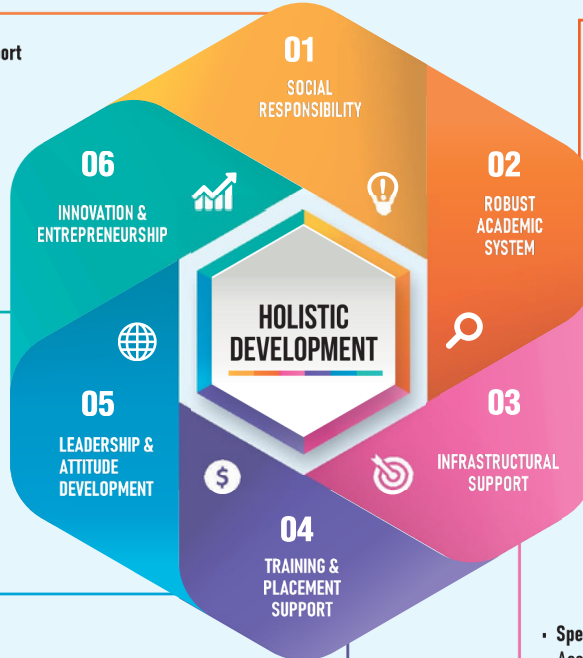 01
SOCIAL
RESPONSIBILITY
02
ROBUST
ACADEMIC
SYSTEM
03
INFRASTRUCTURAL
SUPPORT
04
TRAINING &
PLACEMENT
SUPPORT
05
LEADERSHIP &
ATTITUDE
DEVELOPMENT
06
INNOVATION &
ENTREPRENEURSHIP
HOLISTIC
DEVELOPMENT
$